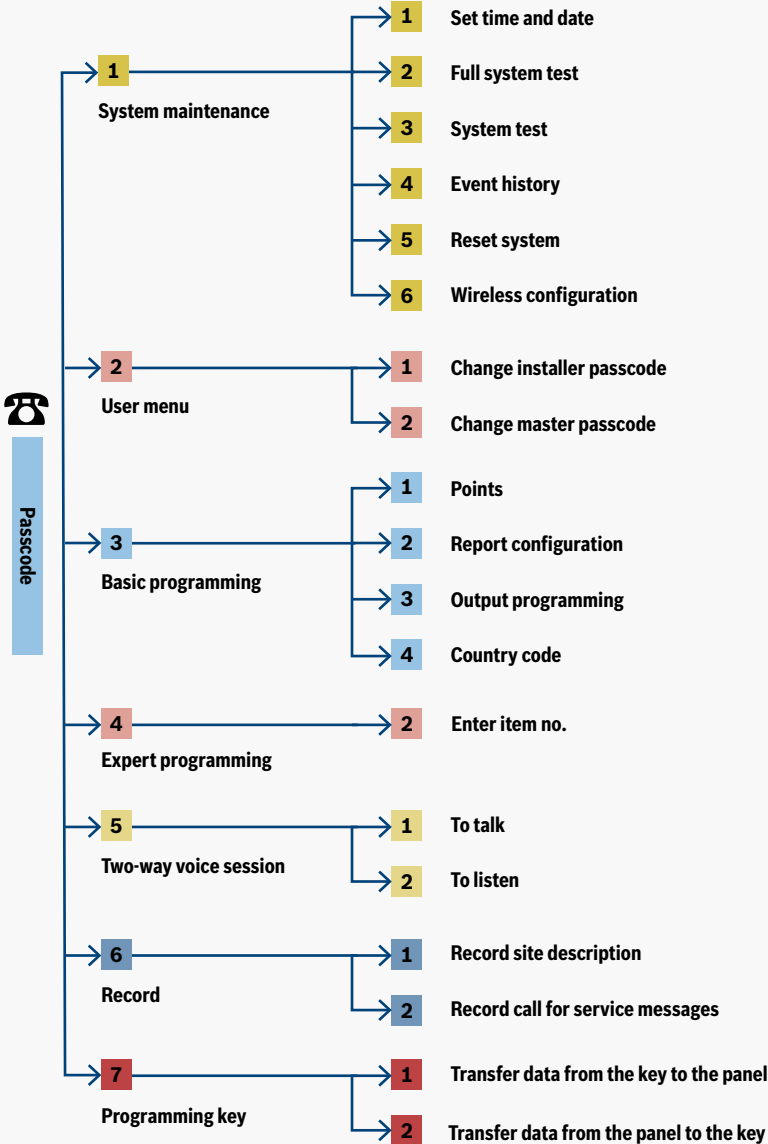 Passcode
1
System maintenance
1 Set time and date
2 Full system test
3 System test
4 Event history
5 Reset system
6 Wireless configuration
2
User menu
1 Change installer passcode
2 Change master passcode
3
Basic programming
1 Points
2 Report configuration
3 Output programming
4 Country code
4
Expert programming
2 Enter item no.
5
Two-way voice session
1 To talk
2 To listen
6
Record
1 Record site description
2 Record call for service messages
7
Programming key
1 Transfer data from the key to the panel
2 Transfer data from the panel to the key